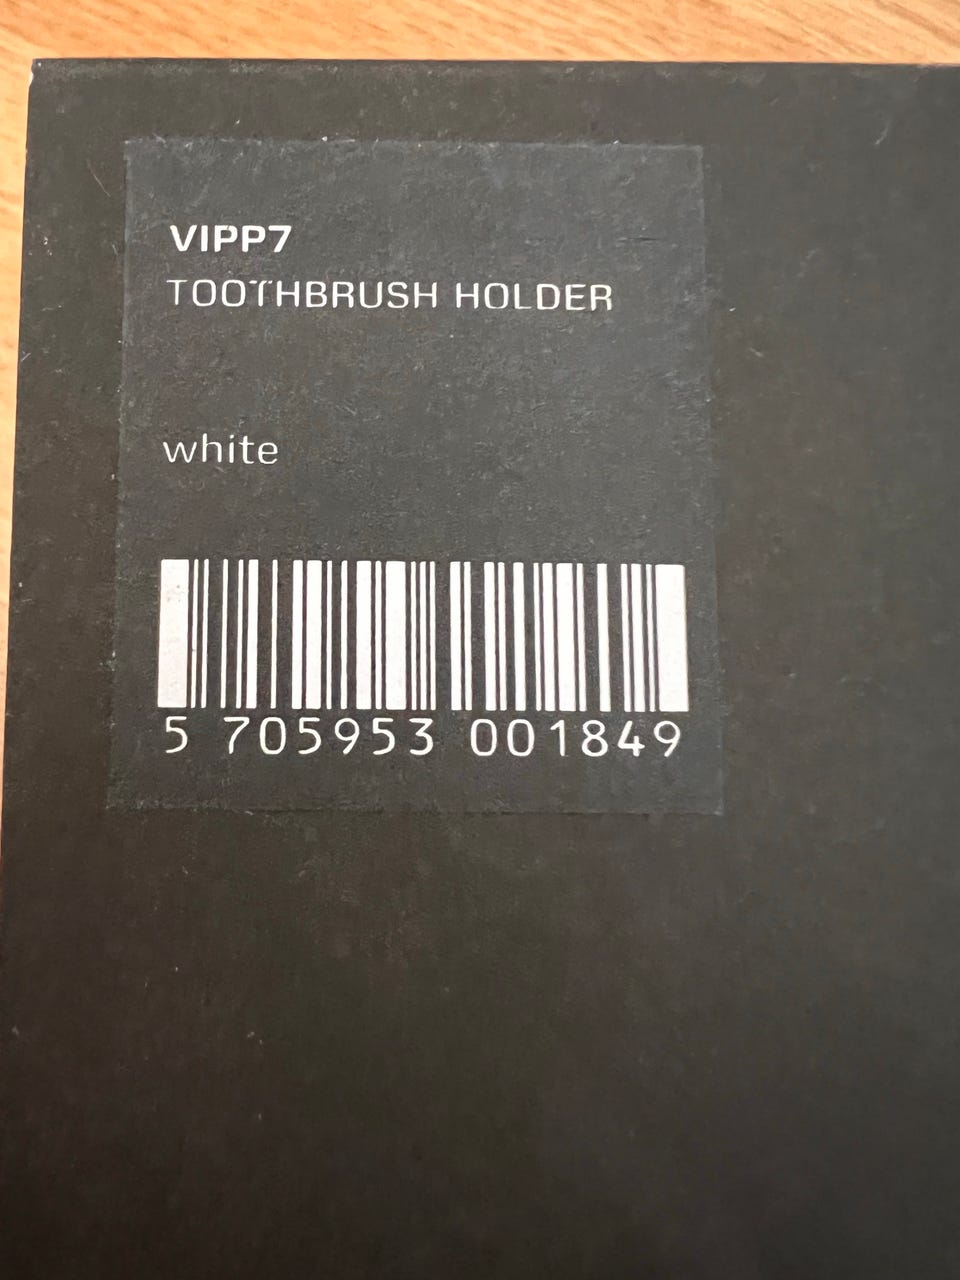 VIPP7
TOOTHBRUSH HOLDER
white
5 705953 001849